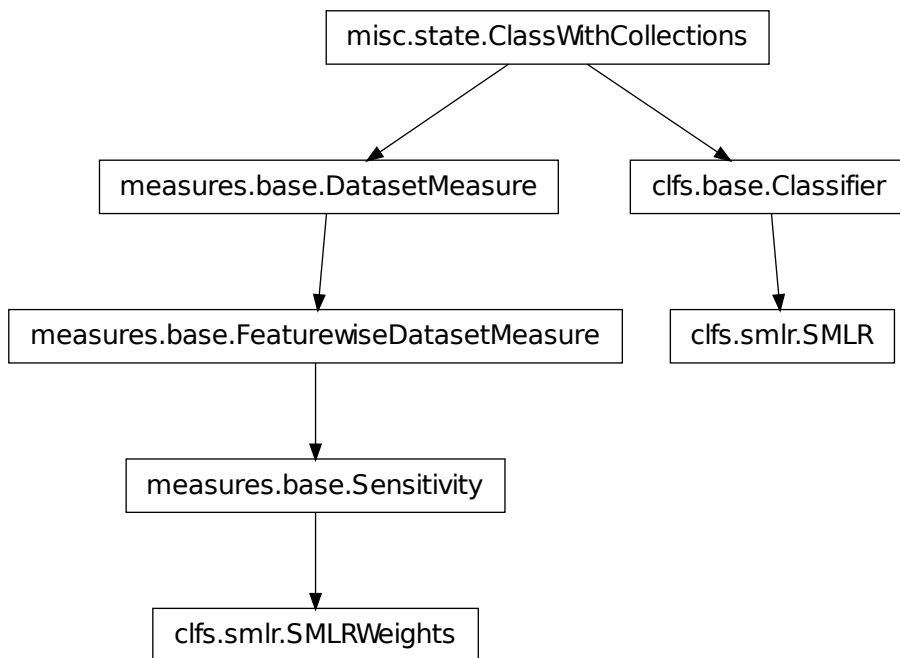 misc.state.ClassWithCollections
measures.base.DatasetMeasure
clfs.base.Classifier
measures.base.FeaturewiseDatasetMeasure
clfs.smlr.SMLR
measures.base.Sensitivity
clfs.smlr.SMLRWeights